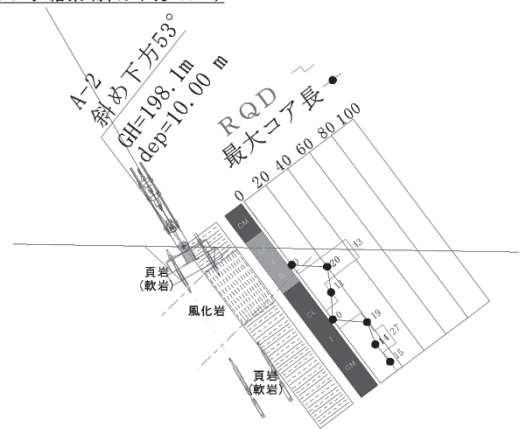 A-2
斜め下方53°
GH=198.1m
dep=10.00 m
RQD
最大コア長
0 20 40 60 80 100
CM
0
43
20
11
CL
0
19
27
14
15
CM
頁岩
(軟岩)
風化岩
頁岩
(軟岩)